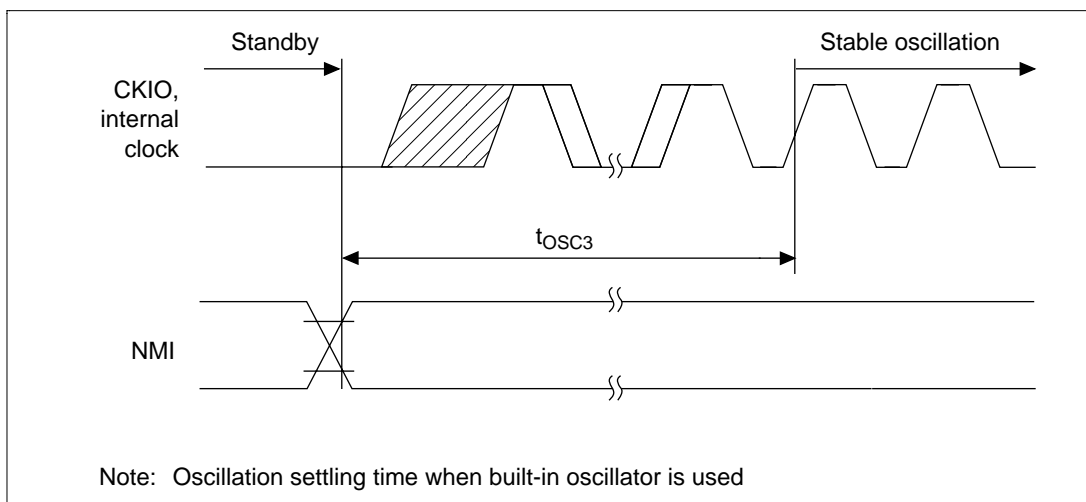 Standby
Stable oscillation
CKIO,
internal
clock
tOSC3
NMI
Note: Oscillation settling time when built-in oscillator is used